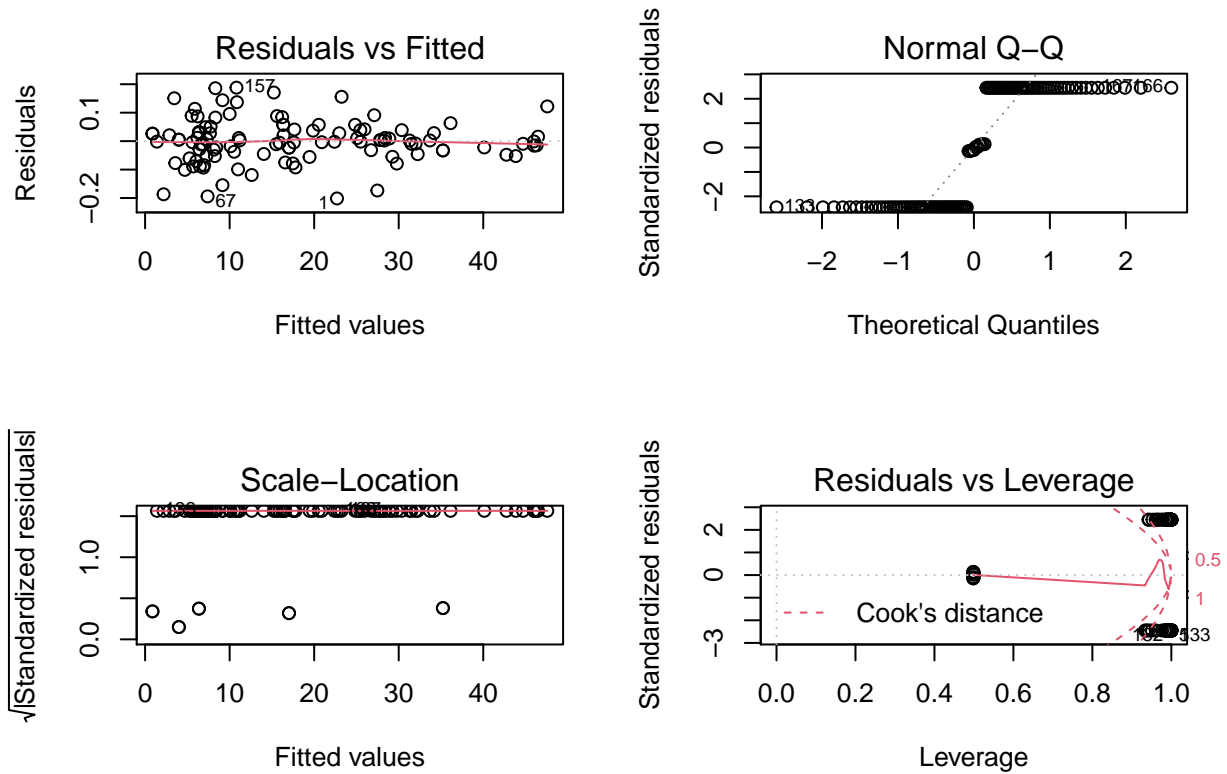 Residuals vs Fitted
Residuals
0.1
−0.2
157
67
1
0 10 20 30 40
Fitted values
Normal Q−Q
Standardized residuals
2
0
−2
133
166
−2 −1 0 1 2
Theoretical Quantiles
Scale−Location
√|Standardized residuals|
1.0
0.0
0 10 20 30 40
Fitted values
Residuals vs Leverage
Standardized residuals
2
0
−3
0.5
1
Cook's distance
0.0 0.2 0.4 0.6 0.8 1.0
Leverage